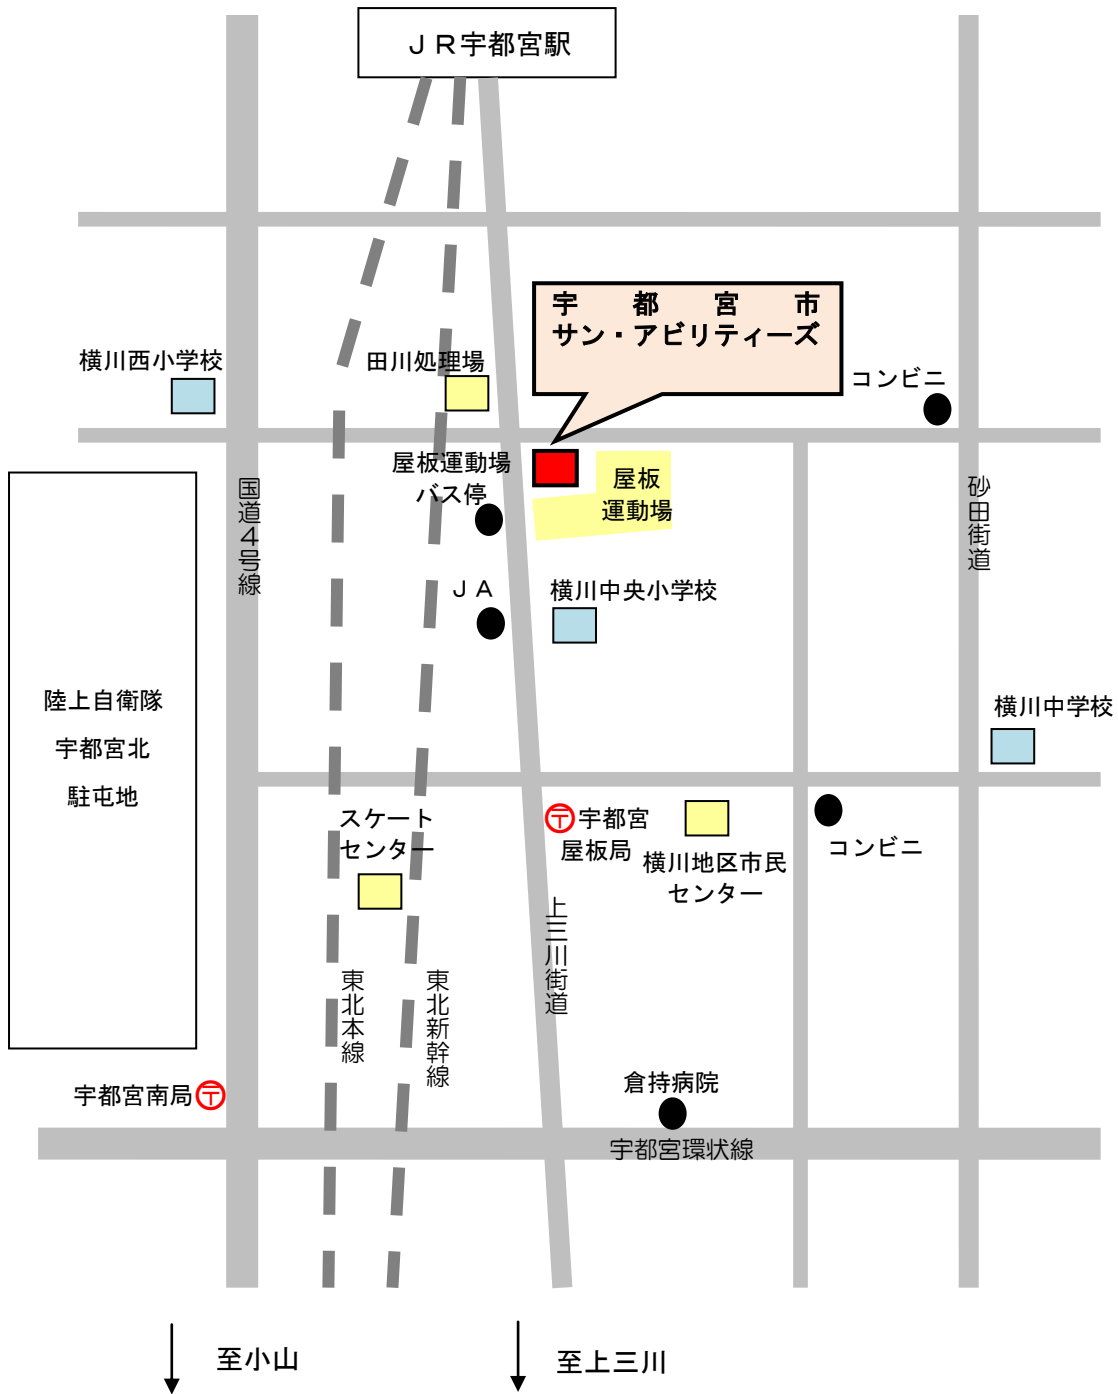 ＪＲ宇都宮駅
宇都宮市
サン・アビリティーズ
横川西小学校
田川処理場
コンビニ
屋板運動場
バス停
屋板
運動場
国道４号線
砂田街道
ＪＡ
横川中央小学校
陸上自衛隊
宇都宮北
駐屯地
横川中学校
スケート
センター
〒宇都宮
屋板局
横川地区市民
センター
コンビニ
上三川街道
東北本線
東北新幹線
宇都宮南局〒
倉持病院
宇都宮環状線
至小山
至上三川